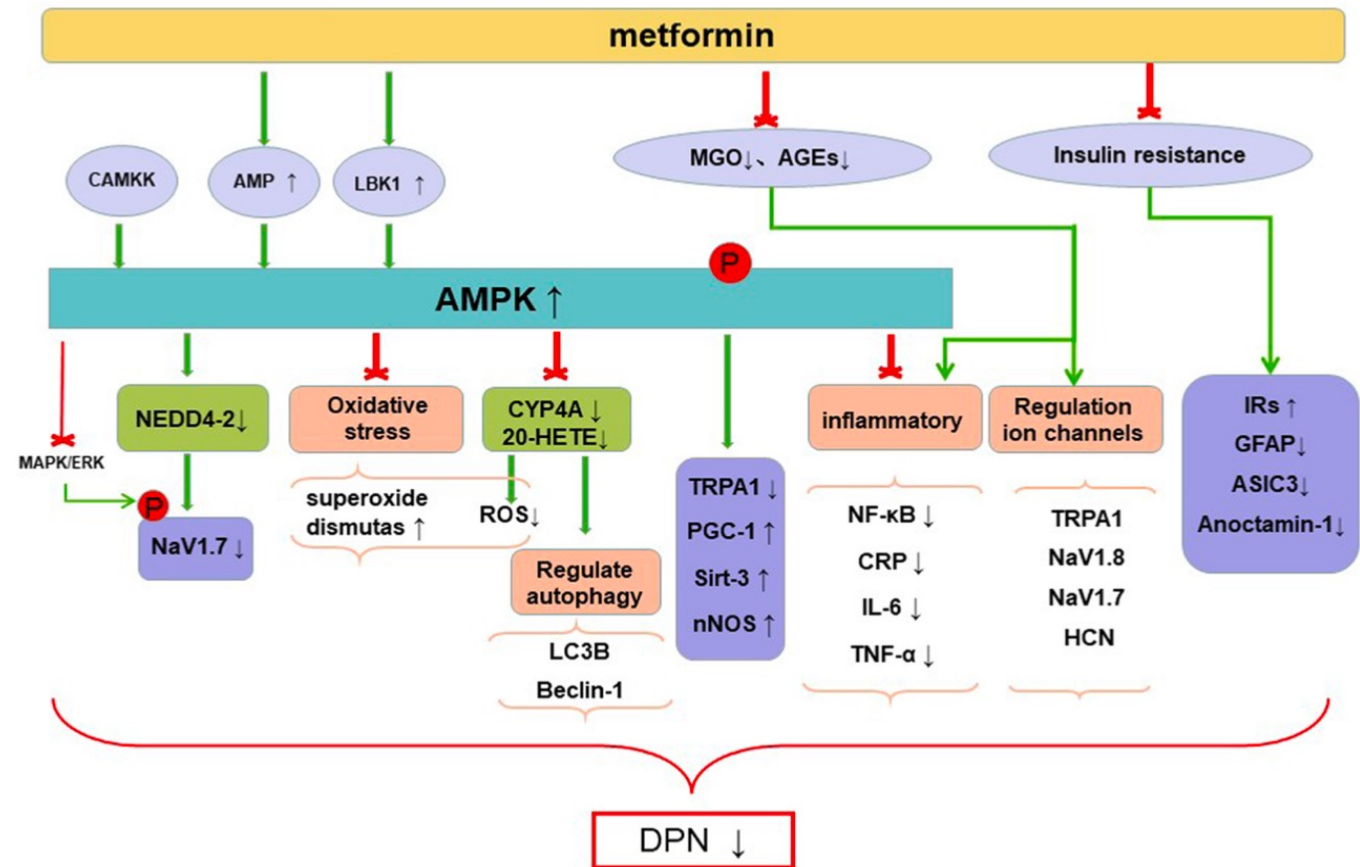 metformin
CAMKK
AMP ↑
LBK1 ↑
MGO↓、AGEs↓
Insulin resistance
P
AMPK ↑
NEDD4-2↓
Oxidative
stress
CYP4A ↓
20-HETE↓
inflammatory
Regulation
ion channels
IRs ↑
GFAP↓
ASIC3↓
Anoctamin-1↓
MAPK/ERK
P
NaV1.7 ↓
superoxide
dismutas ↑
ROS↓
Regulate
autophagy
LC3B
Beclin-1
TRPA1 ↓
PGC-1 ↑
Sirt-3 ↑
nNOS ↑
NF-κB ↓
CRP ↓
IL-6 ↓
TNF-α ↓
TRPA1
NaV1.8
NaV1.7
HCN
DPN ↓